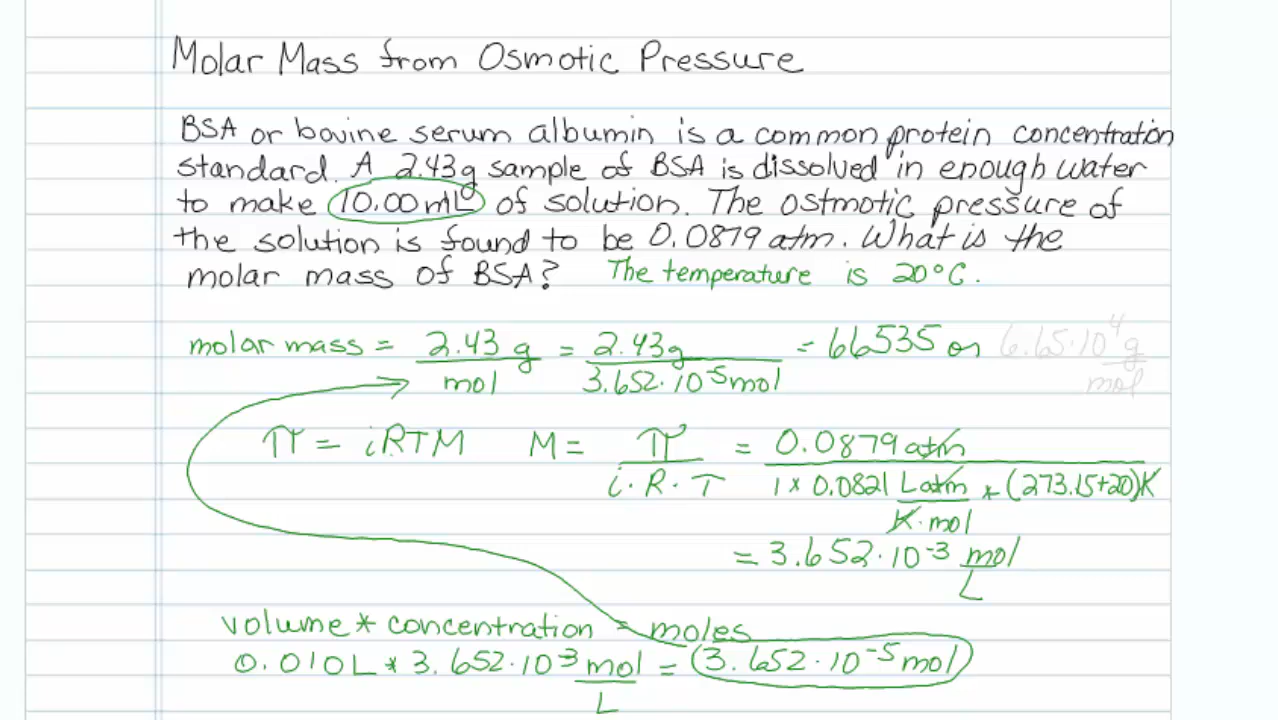 Molar Mass from Osmotic Pressure
BSA or bovine serum albumin is a common protein concentration
standard. A 2.43g sample of BSA is dissolved in enough water
to make 10.00mL of solution. The ostmotic pressure of
the solution is found to be 0.0879 atm. What is the
molar mass of BSA? The temperature is 20°C.
molar mass = 2.43 g / mol = 2.43g / 3.652·10⁻⁵mol = 66535 or 6.65·10⁴ g / mol
π = iRTM M = π / i·R·T = 0.0879 atm / 1 x 0.0821 Latm / K·mol * (273.15+20)K
= 3.652·10⁻³ mol / L
volume * concentration = moles
0.010L * 3.652·10⁻³ mol / L = 3.652·10⁻⁵ mol